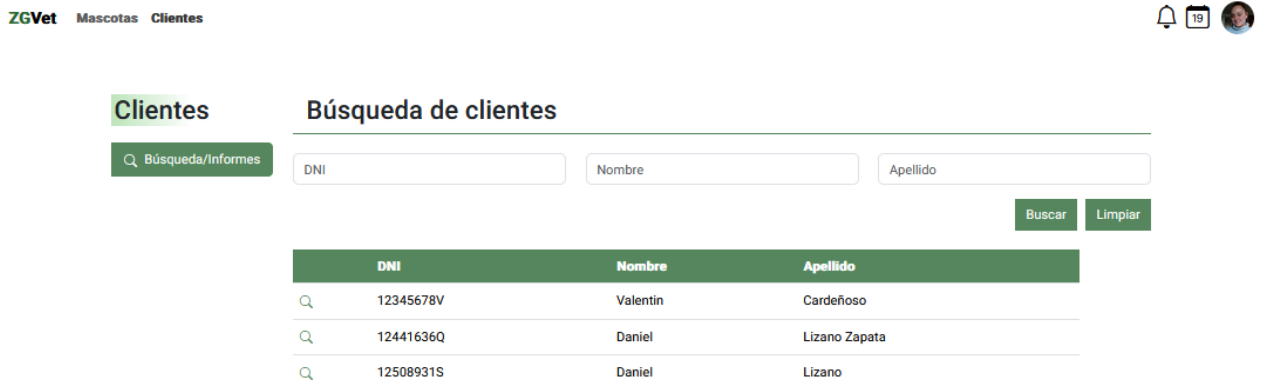 ZGVet Mascotas Clientes 19
Clientes
Búsqueda/Informes
Búsqueda de clientes
DNI Nombre Apellido
Buscar Limpiar
DNI Nombre Apellido
12345678V Valentin Cardeñoso
12441636Q Daniel Lizano Zapata
12508931S Daniel Lizano